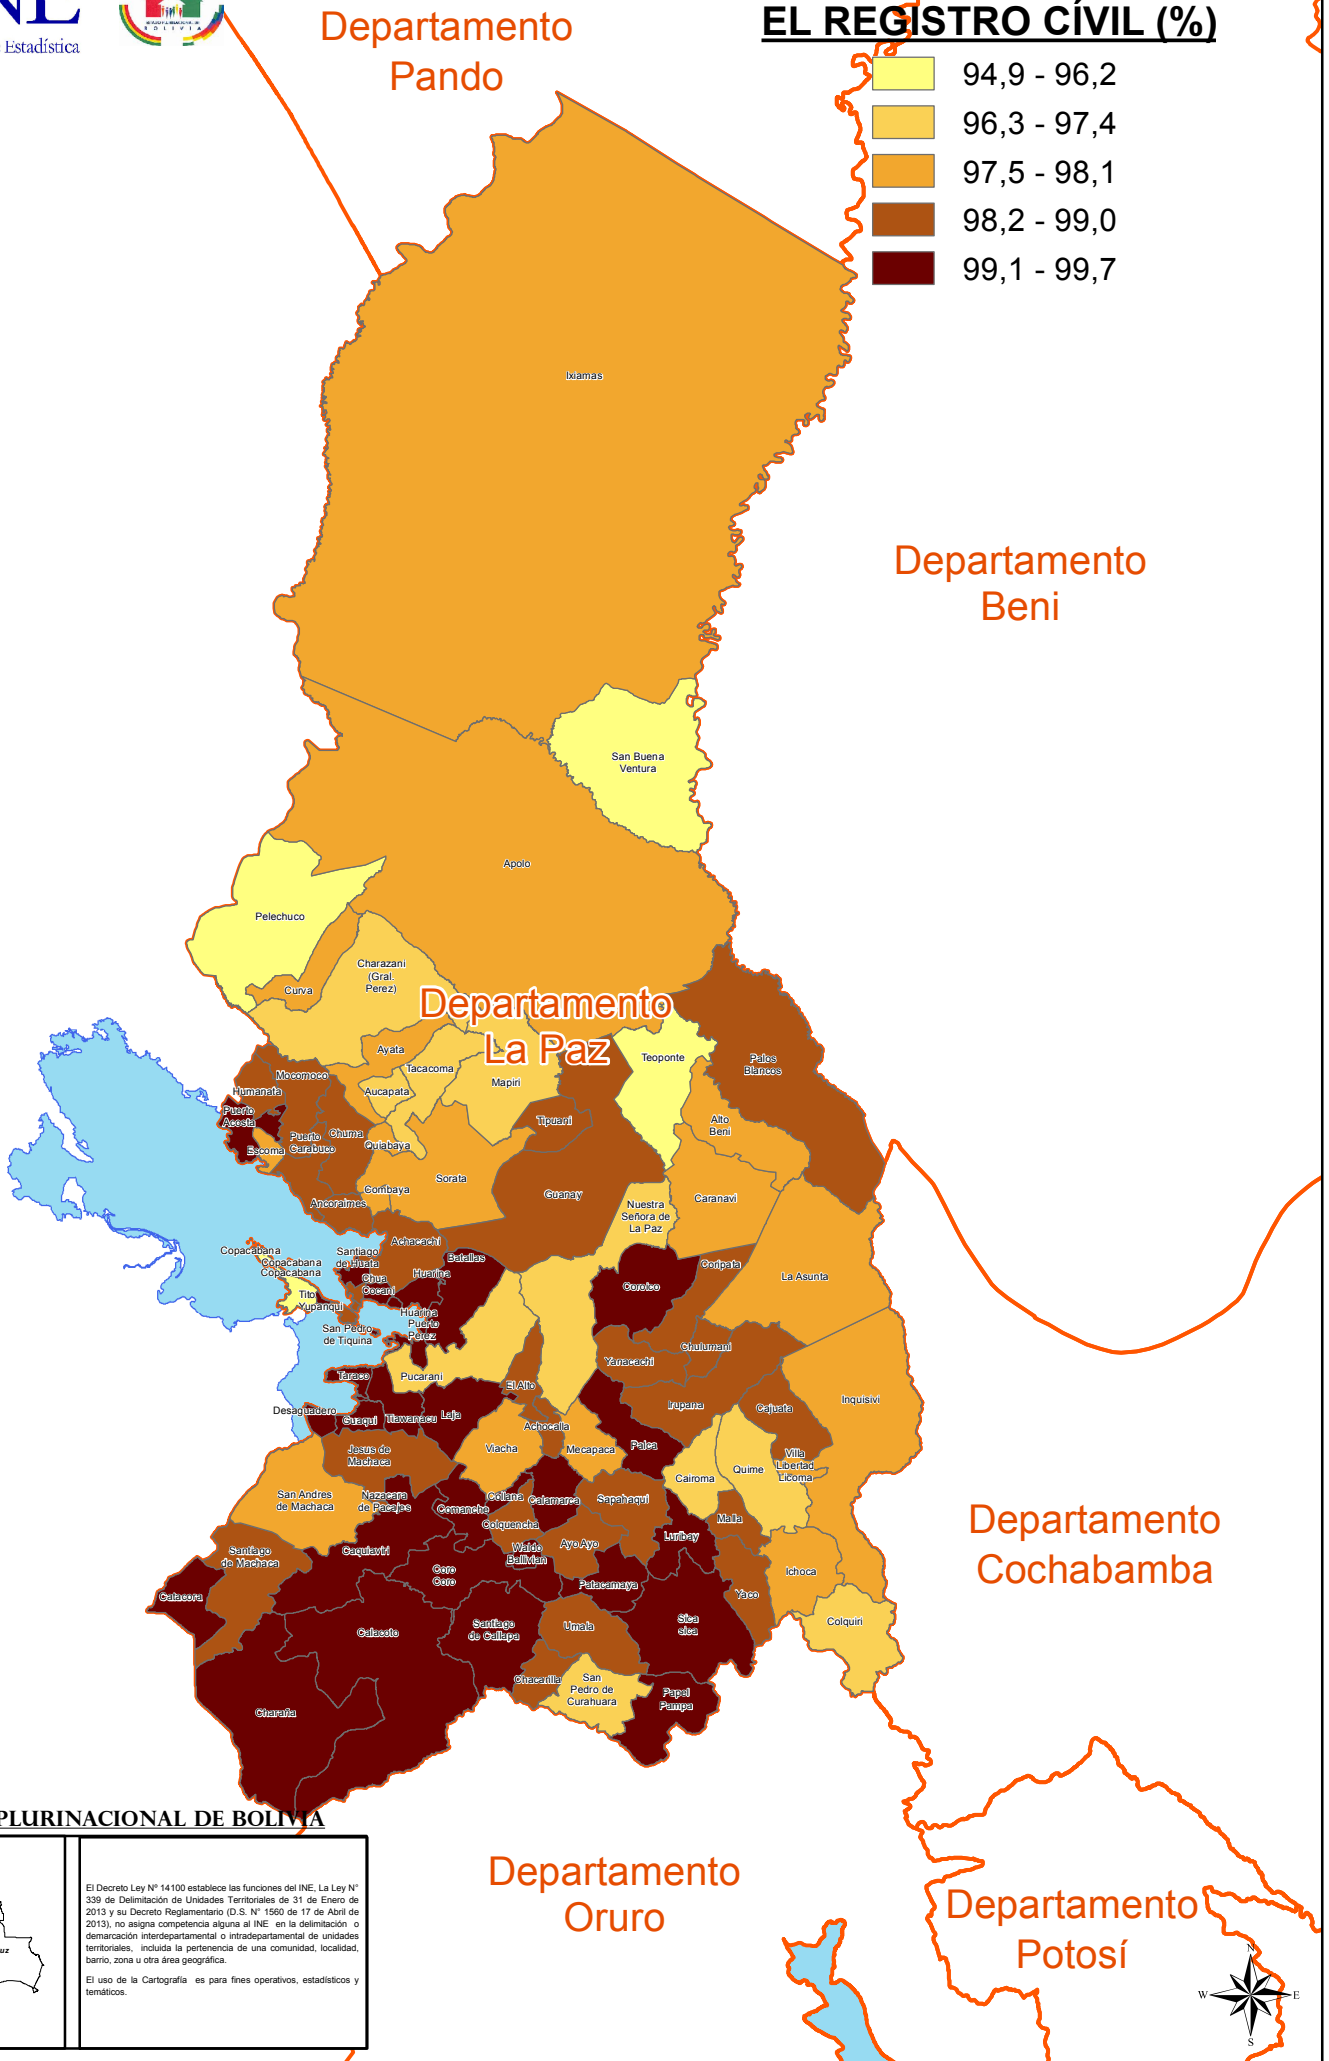 Estadística
BOLIVIA
EL REGISTRO CÍVIL (%)
94,9 - 96,2
96,3 - 97,4
97,5 - 98,1
98,2 - 99,0
99,1 - 99,7
Departamento
Pando
Ixiamas
Departamento
Beni
San Buena
Ventura
Apolo
Pelechuco
Charazani
(Gral.
Perez)
Curva
Departamento
La Paz
Ayata
Tacacoma
Teoponte
Palos
Blancos
Mocomoco
Mapiri
Humanata
Aucapata
Puerto
Acosta
Tipuani
Alto
Beni
Chuma
Puerto
Carabuco
Quiabaya
Escoma
Sorata
Combaya
Guanay
Caranavi
Ancoraimes
Nuestra
Señora de
La Paz
Achacachi
Copacabana
Santiago
de Huata
Batallas
Copacabana
Copacabana
Coripata
Huarina
Chua
Cocani
La Asunta
Coroico
Tito
Yupanqui
Huarina
Puerto
Perez
San Pedro
de Tiquina
Chulumani
Yanacachi
Taraco
Pucarani
El Alto
Inquisivi
Irupana
Cajuata
Desaguadero
Guaqui
Tiawanacu
Laja
Achocalla
Jesus de
Machaca
Viacha
Mecapaca
Palca
Villa
Libertad
Licoma
Quime
Cairoma
San Andres
de Machaca
Nazacara
de Pacajes
Collana
Calamarca
Sapahaqui
Comanche
Malla
Colquencha
Luribay
Caquiaviri
Waldo
Ballivian
Ayo Ayo
Santiago
de Machaca
Coro
Coro
Ichoca
Patacamaya
Catacora
Yaco
Colquiri
Santiago
de Callapa
Umala
Sica
sica
Calacoto
Chacarilla
San
Pedro de
Curahuara
Papel
Pampa
Charaña
Departamento
Cochabamba
PLURINACIONAL DE BOLIVIA
El Decreto Ley Nº 14100 establece las funciones del INE, La Ley N°
339 de Delimitación de Unidades Territoriales de 31 de Enero de
2013 y su Decreto Reglamentario (D.S. N° 1560 de 17 de Abril de
2013), no asigna competencia alguna al INE en la delimitación o
demarcación interdepartamental o intradepartamental de unidades
territoriales, incluida la pertenencia de una comunidad, localidad,
barrio, zona u otra área geográfica.
El uso de la Cartografía es para fines operativos, estadísticos y
temáticos.
Departamento
Oruro
Departamento
Potosí
N
W E
S